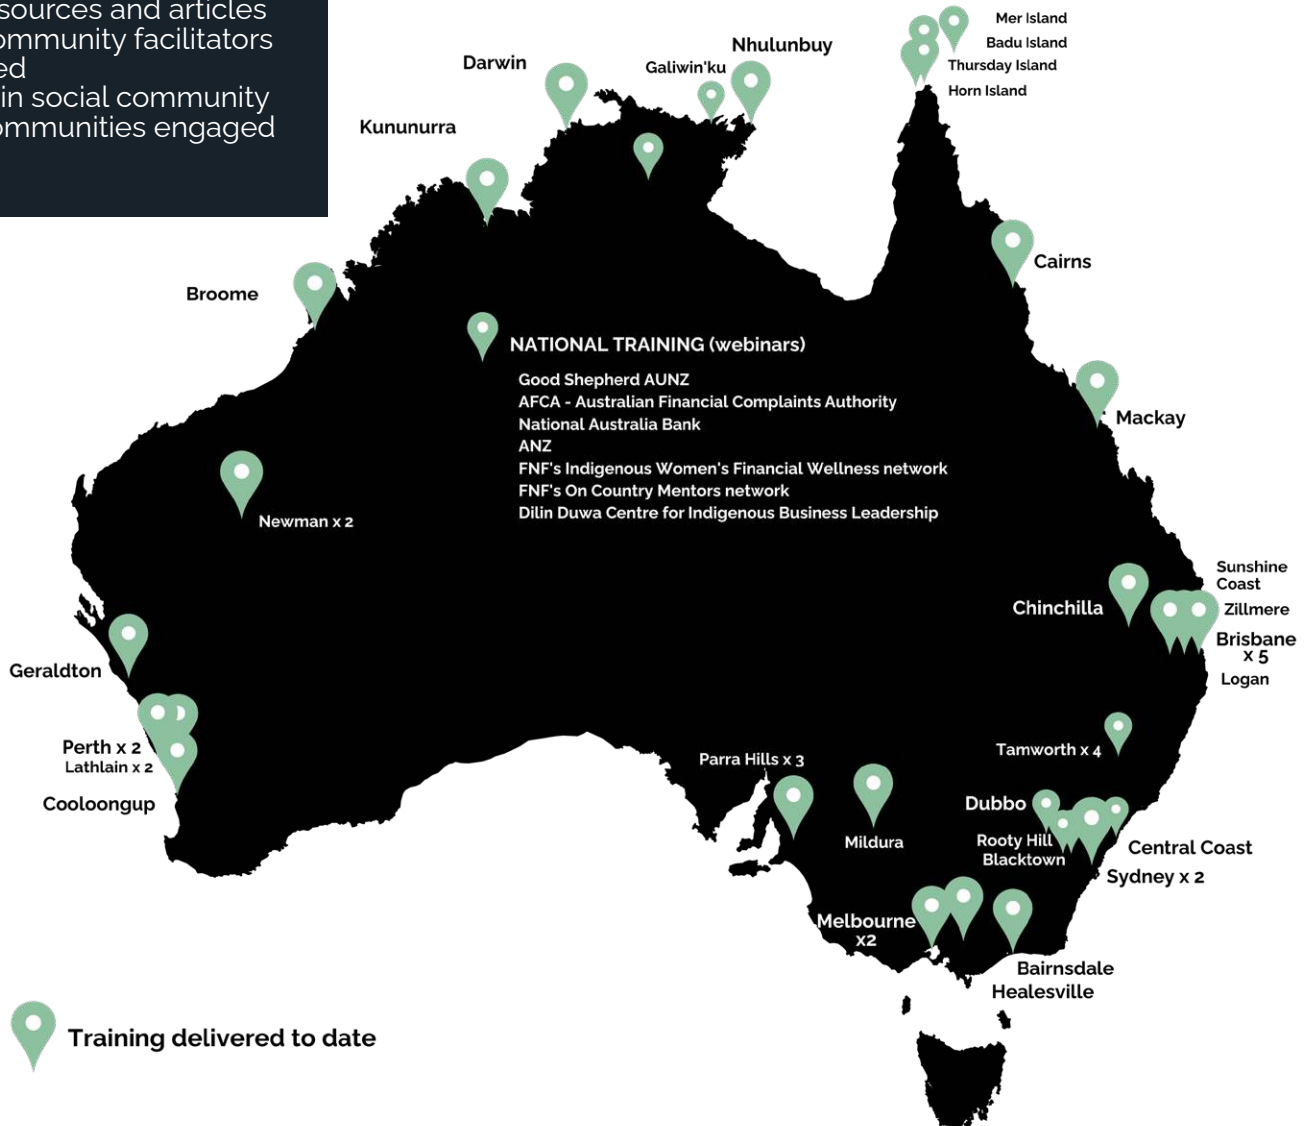 sources and articles
ommunity facilitators
ed
in social community
ommunities engaged
Mer Island
Badu Island
Thursday Island
Horn Island
Nhulunbuy
Galiwin'ku
Darwin
Kununurra
Broome
Cairns
Mackay
NATIONAL TRAINING (webinars)
Good Shepherd AUNZ
AFCA - Australian Financial Complaints Authority
National Australia Bank
ANZ
FNF's Indigenous Women's Financial Wellness network
FNF's On Country Mentors network
Dilin Duwa Centre for Indigenous Business Leadership
Newman x 2
Sunshine
Coast
Chinchilla
Zillmere
Brisbane
x 5
Logan
Geraldton
Perth x 2
Lathlain x 2
Cooloongup
Tamworth x 4
Parra Hills x 3
Mildura
Dubbo
Rooty Hill
Blacktown
Central Coast
Sydney x 2
Melbourne
x2
Bairnsdale
Healesville
Training delivered to date